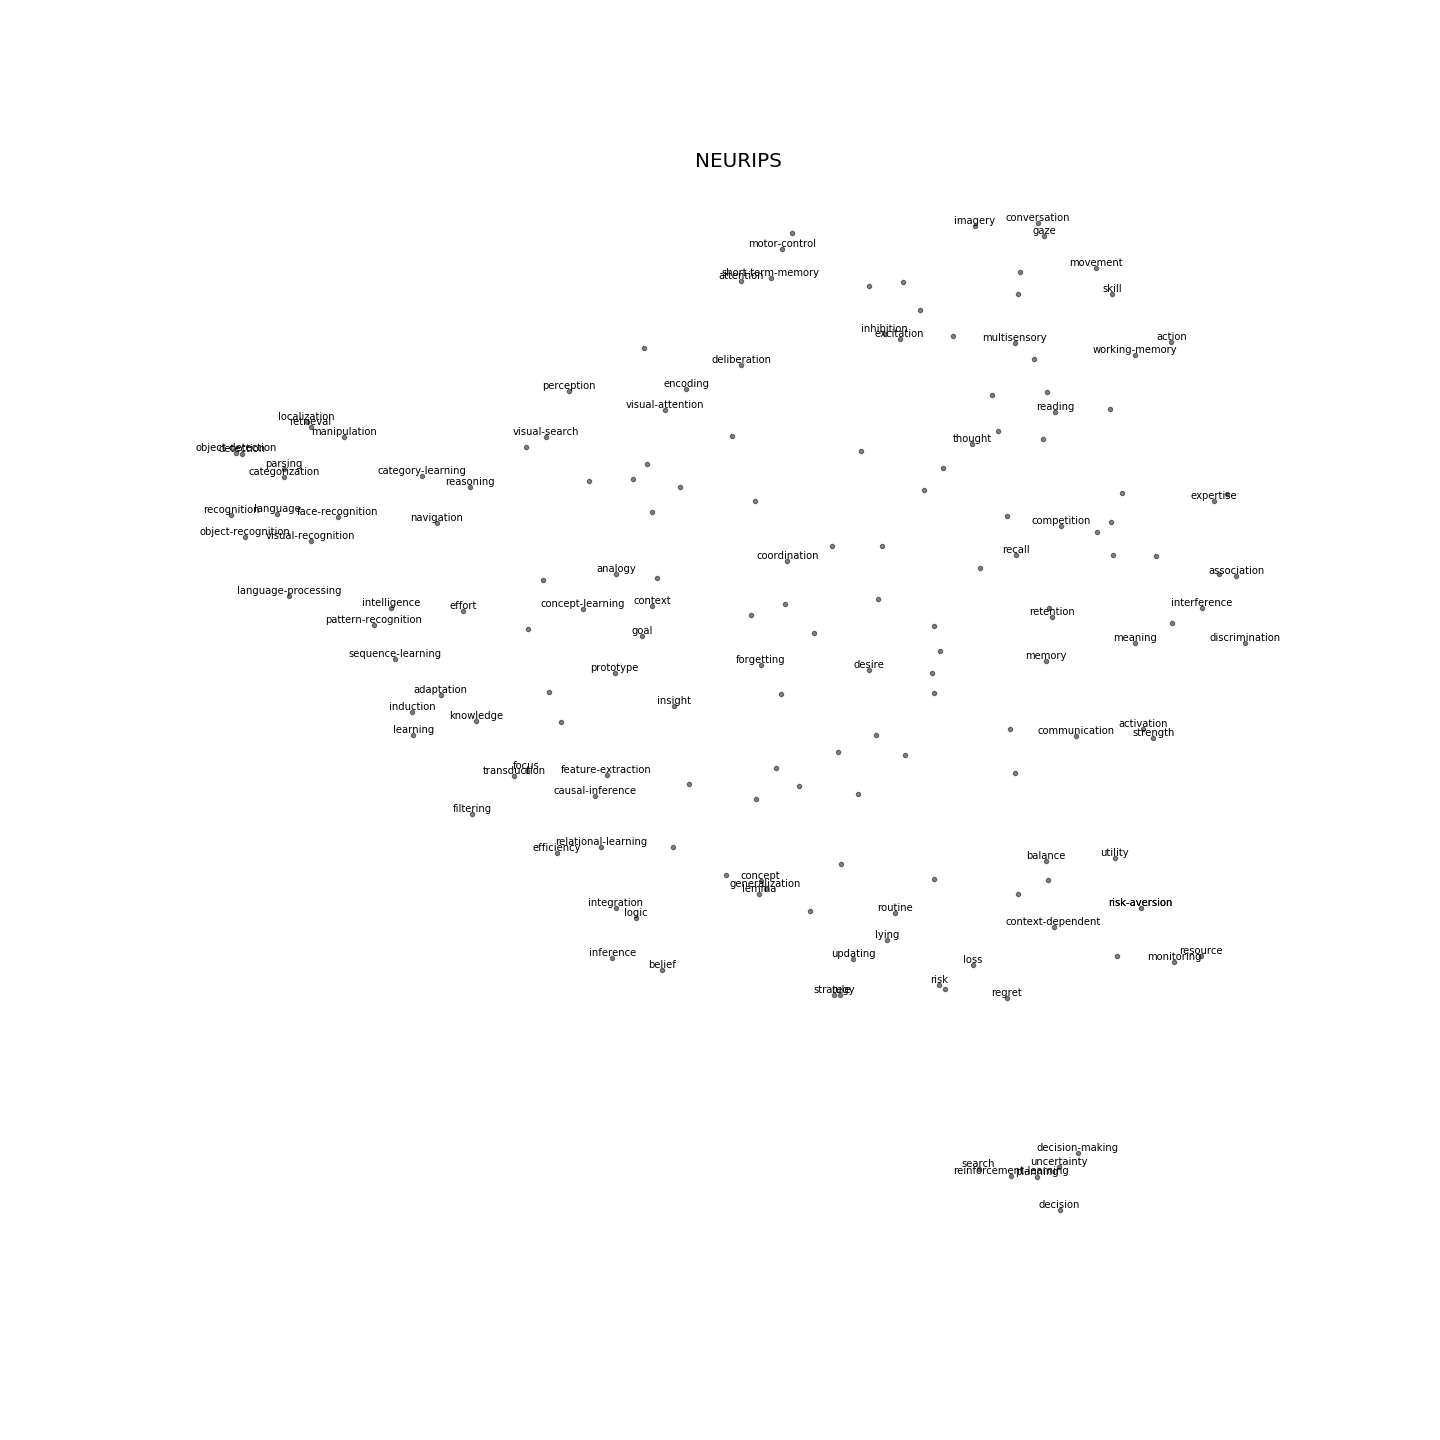 NEURIPS
imagery
conversation
gaze
motor-control
movement
short-term-memory
attention
skill
inhibition
excitation
multisensory
action
working-memory
deliberation
perception
encoding
visual-attention
reading
localization
retrieval
manipulation
visual-search
thought
object-detection
detection
parsing
categorization
category-learning
reasoning
expertise
recognition
language
face-recognition
navigation
competition
object-recognition
visual-recognition
recall
coordination
analogy
association
language-processing
intelligence
effort
concept-learning
context
interference
retention
pattern-recognition
goal
meaning
discrimination
sequence-learning
forgetting
desire
memory
prototype
adaptation
insight
induction
knowledge
learning
communication
activation
strength
focus
transduction
feature-extraction
causal-inference
filtering
relational-learning
efficiency
balance
utility
concept
generalization
lemma
integration
logic
routine
risk-aversion
context-dependent
lying
inference
belief
updating
loss
resource
monitoring
strategy
risk
regret
decision-making
search
uncertainty
reinforcement-learning
planning
decision